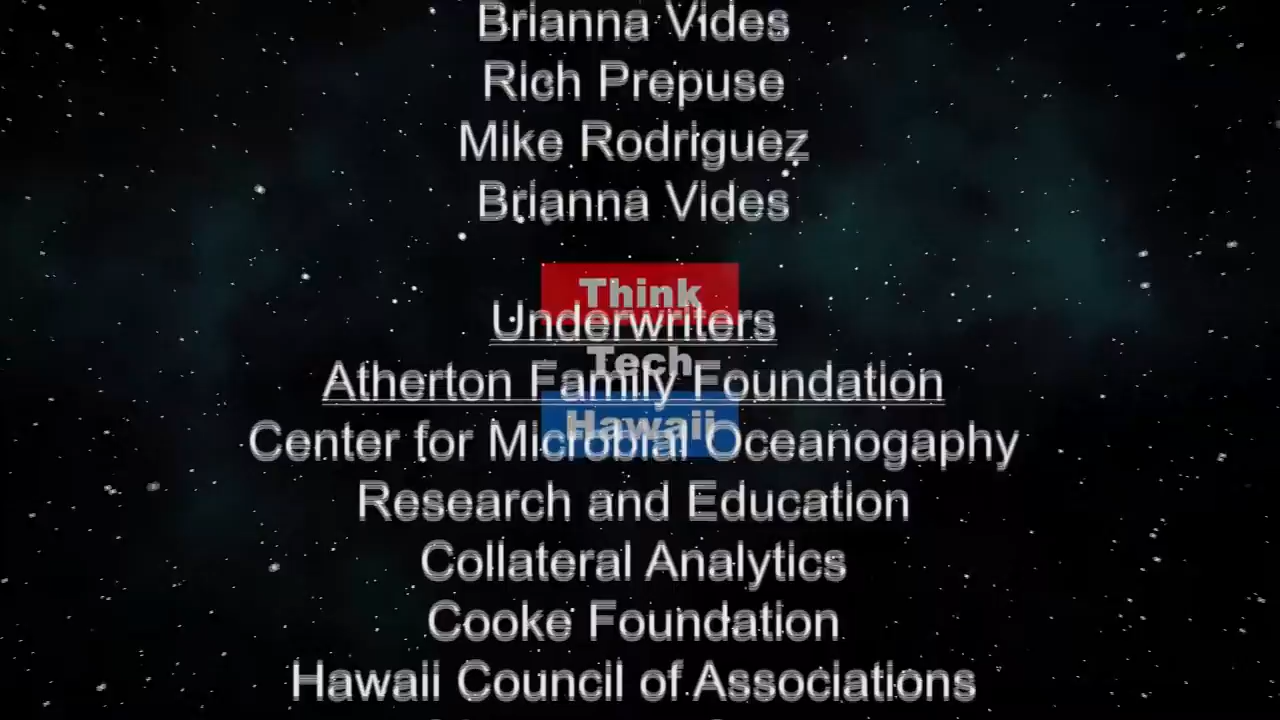 Brianna Vides
Rich Prepuse
Mike Rodriguez
Brianna Vides
Think
Underwriters
Tech
Atherton Family Foundation
Hawaii
Center for Microbial Oceanogaphy
Research and Education
Collateral Analytics
Cooke Foundation
Hawaii Council of Associations